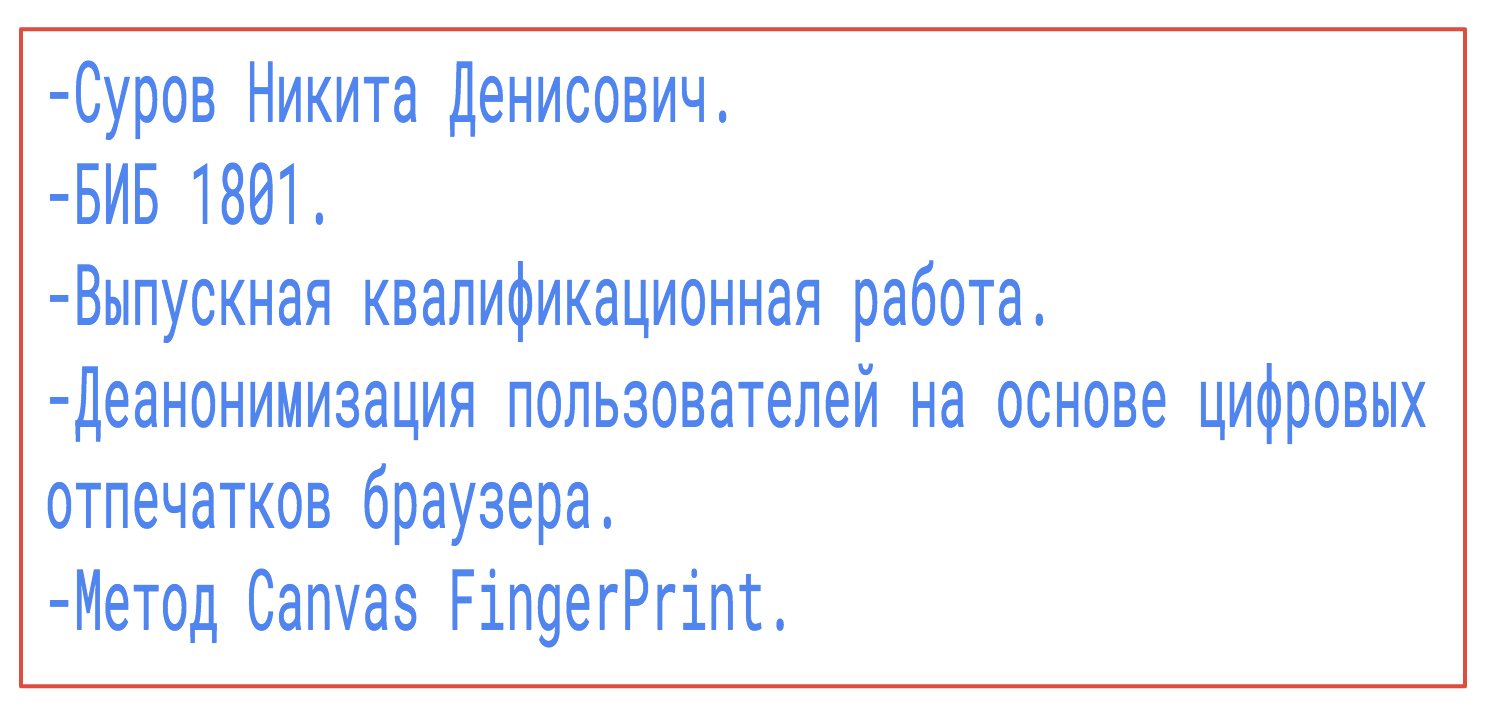 -Суров Никита Денисович.
-БИБ 1801.
-Выпускная квалификационная работа.
-Деанонимизация пользователей на основе цифровых
отпечатков браузера.
-Метод Canvas FingerPrint.